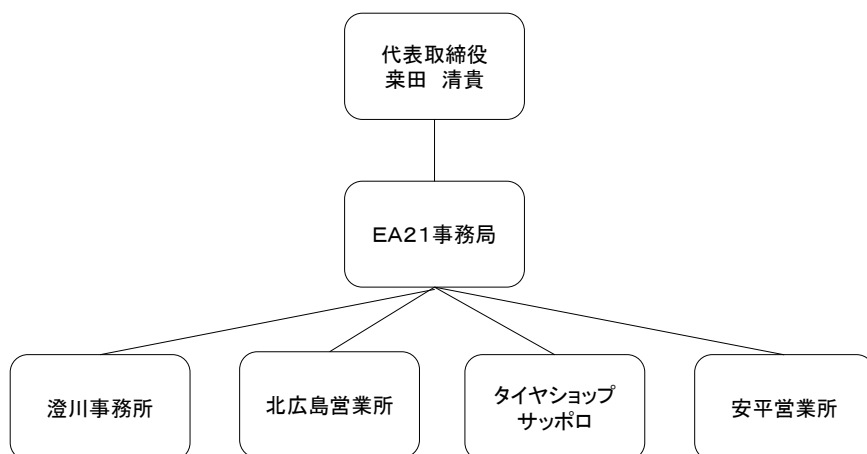 代表取締役
桒田　清貴
ＥＡ２１事務局
澄川事務所
北広島営業所
タイヤショップ
サッポロ
安平営業所